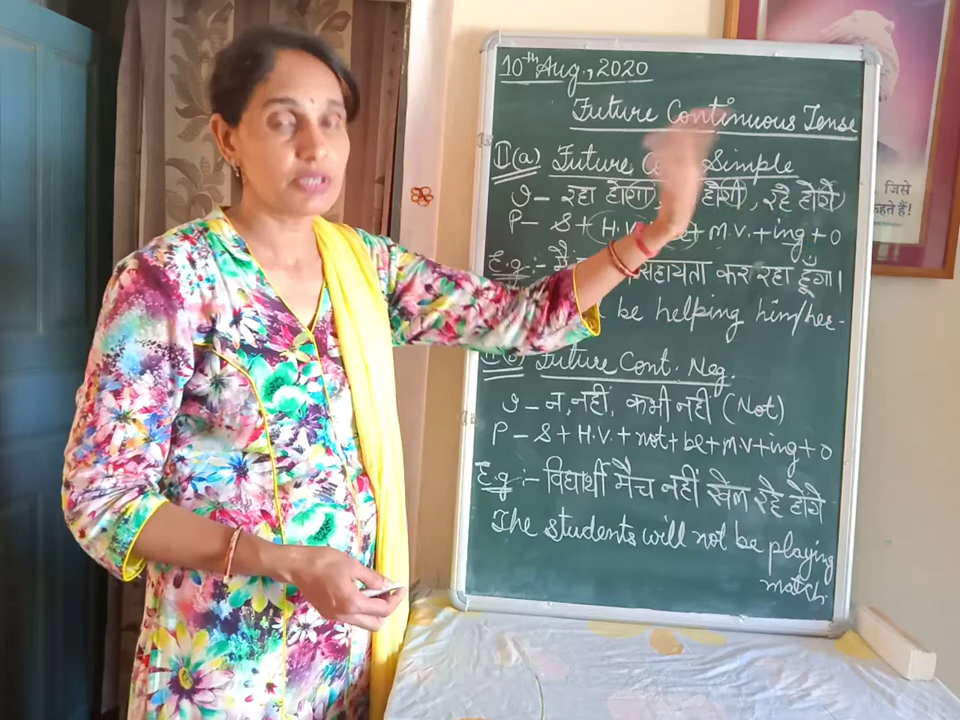 10th Aug., 2020
Future Continuous Tense
II(a) Future Simple
I – रहा होगा, होगी, रहे होंगे
P – S + H.V. + M.V. + ing + O
E.g :- मैं सहायता कर रहा हूँगा।
be helping him/her.
Future Cont. Neg.
I – न, नहीं, कभी नहीं (Not)
P – S + H.V. + not + be + M.V + ing + O
E.g :- विद्यार्थी मैच नहीं खेल रहे होंगे
The students will not be playing
match.
जिसे
कहते हैं!